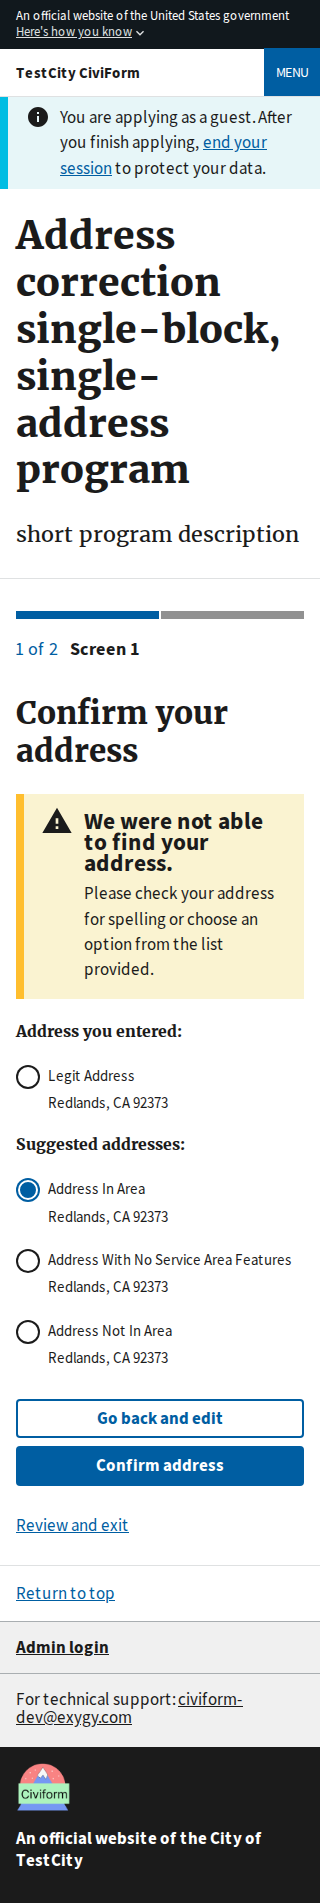 An official website of the United States government
Here's how you know
TestCity CiviForm
MENU
You are applying as a guest. After
you finish applying, end your
session to protect your data.
Address
correction
single-block,
single-
address
program
short program description
1 of 2 Screen 1
Confirm your
address
We were not able
to find your
address.
Please check your address
for spelling or choose an
option from the list
provided.
Address you entered:
Legit Address
Redlands, CA 92373
Suggested addresses:
Address In Area
Redlands, CA 92373
Address With No Service Area Features
Redlands, CA 92373
Address Not In Area
Redlands, CA 92373
Go back and edit
Confirm address
Review and exit
Return to top
Admin login
For technical support: civiform-
dev@exygy.com
Civiform
An official website of the City of
TestCity